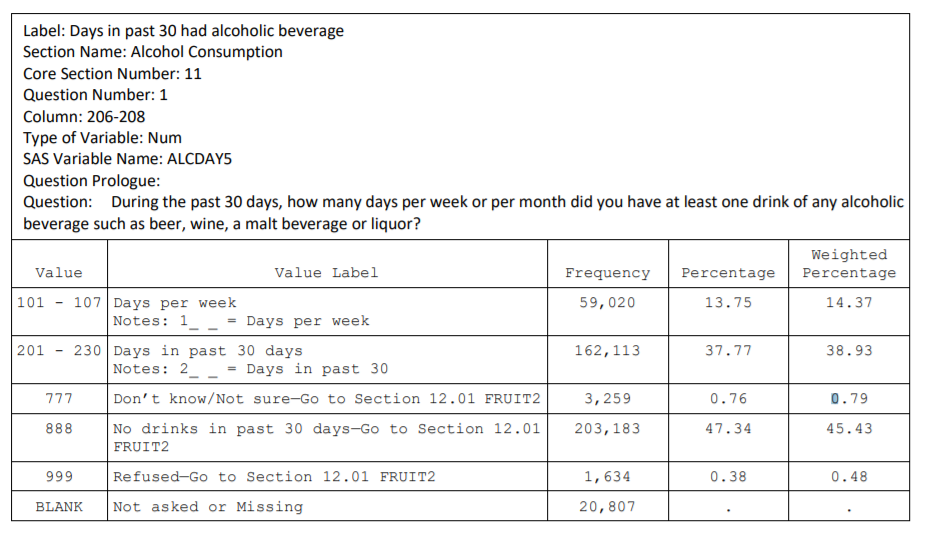 Label: Days in past 30 had alcoholic beverage
Section Name: Alcohol Consumption
Core Section Number: 11
Question Number: 1
Column: 206-208
Type of Variable: Num
SAS Variable Name: ALCDAY5
Question Prologue:
Question: During the past 30 days, how many days per week or per month did you have at least one drink of any alcoholic
beverage such as beer, wine, a malt beverage or liquor?
Value Value Label Frequency Percentage Weighted Percentage
101 - 107 Days per week 59,020 13.75 14.37
Notes: 1_ _ = Days per week
201 - 230 Days in past 30 days 162,113 37.77 38.93
Notes: 2_ _ = Days in past 30
777 Don't know/Not sure—Go to Section 12.01 FRUIT2 3,259 0.76 0.79
888 No drinks in past 30 days—Go to Section 12.01 203,183 47.34 45.43
FRUIT2
999 Refused—Go to Section 12.01 FRUIT2 1,634 0.38 0.48
BLANK Not asked or Missing 20,807 . .